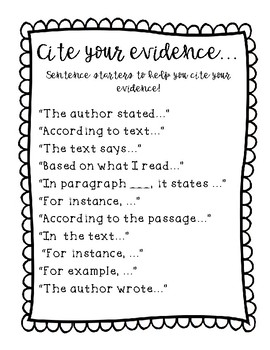 Cite your evidence...
Sentence starters to help you cite your
evidence!
"The author stated..."
"According to text..."
"The text says..."
"Based on what I read..."
"In paragraph ___, it states ..."
"For instance, ..."
"According to the passage..."
"In the text..."
"For instance, ..."
"For example, ..."
"The author wrote..."